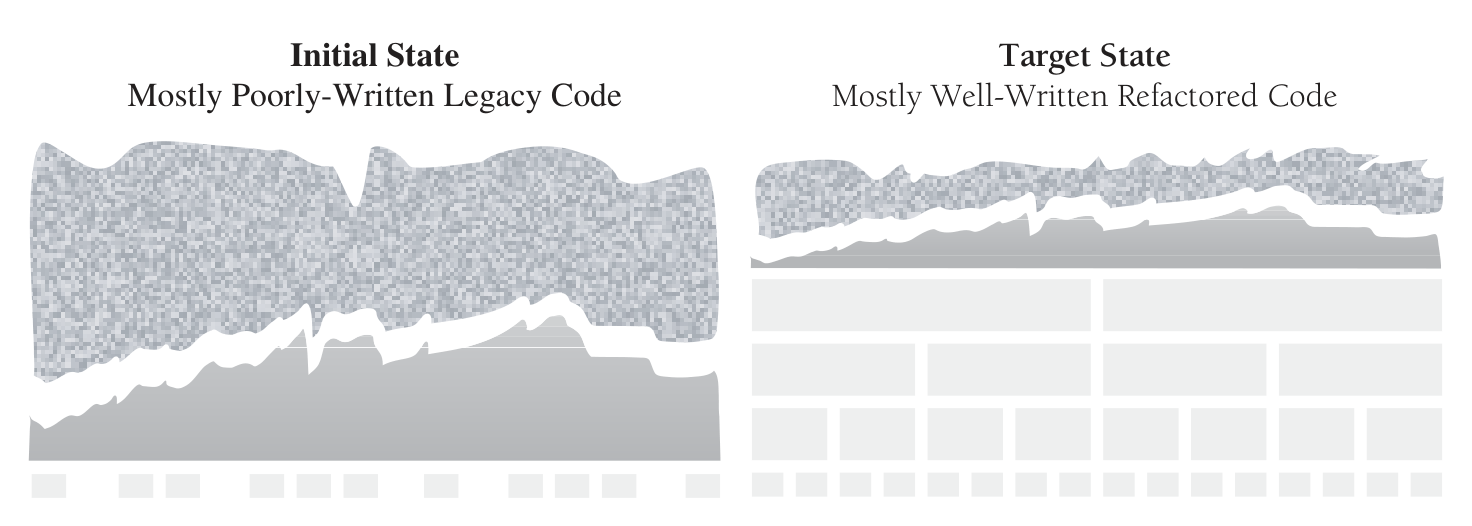 Initial State
Mostly Poorly-Written Legacy Code
Target State
Mostly Well-Written Refactored Code